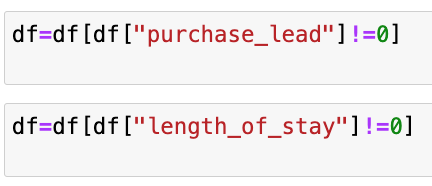 df=df[df["purchase_lead"]!=0]
df=df[df["length_of_stay"]!=0]